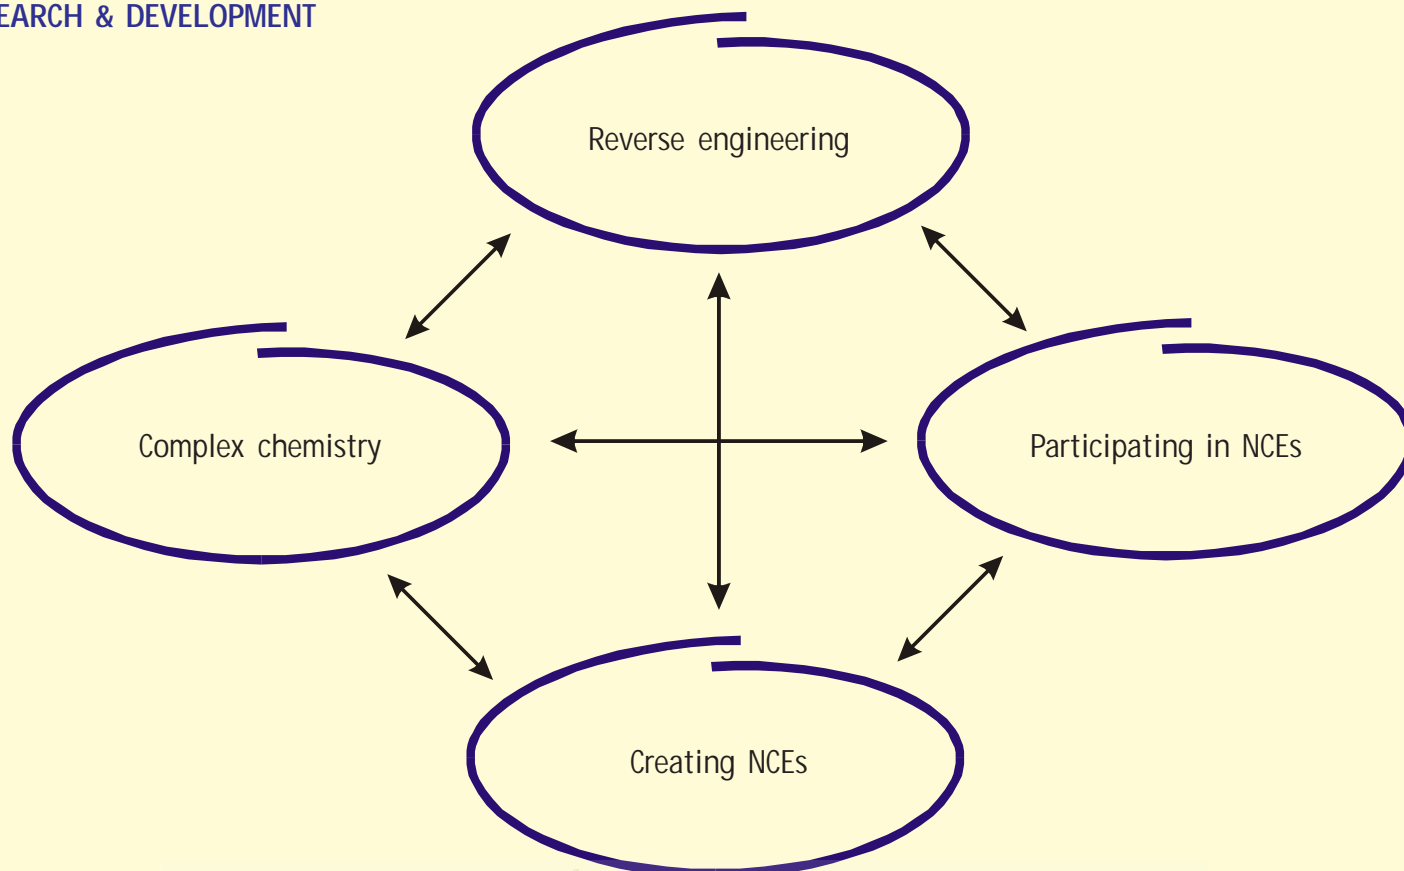 EARCH & DEVELOPMENT
Reverse engineering
Complex chemistry
Participating in NCEs
Creating NCEs